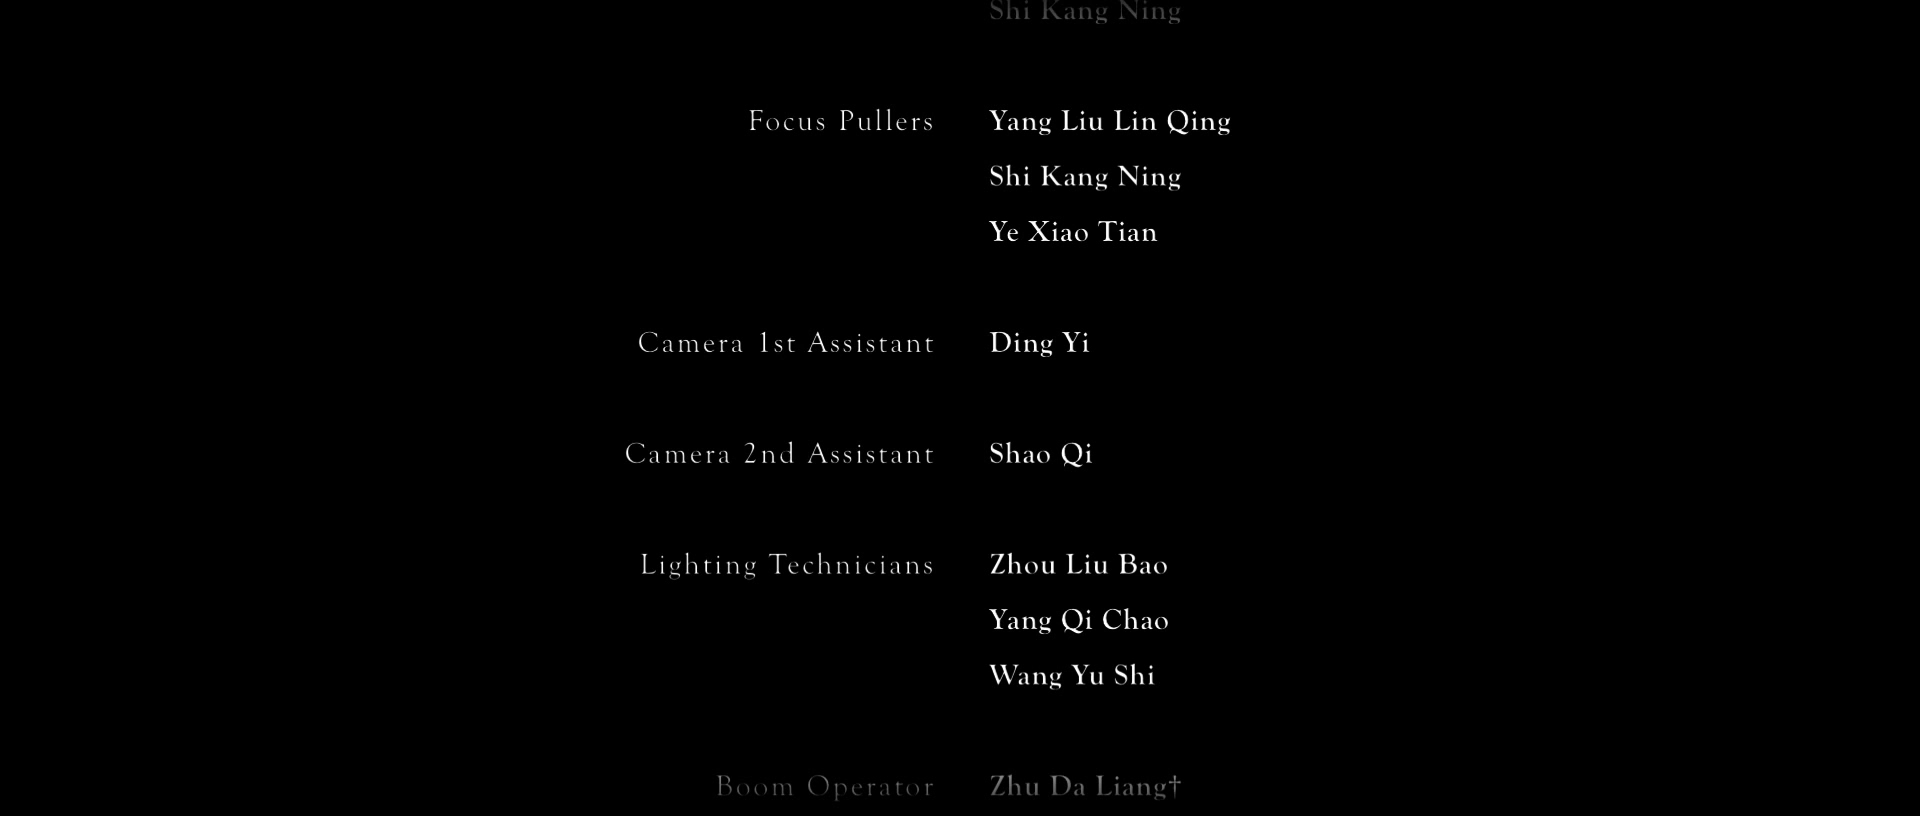 Shi Kang Ning
Focus Pullers Yang Liu Lin Qing
Shi Kang Ning
Ye Xiao Tian
Camera 1st Assistant Ding Yi
Camera 2nd Assistant Shao Qi
Lighting Technicians Zhou Liu Bao
Yang Qi Chao
Wang Yu Shi
Boom Operator Zhu Da Liang†